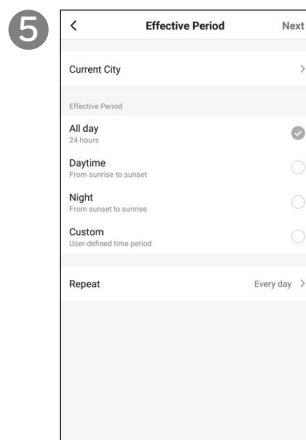 5
Effective Period Next
Current City
Effective Period
All day
24 hours
Daytime
From sunrise to sunset
Night
From sunset to sunrise
Custom
User-defined time period
Repeat Every day